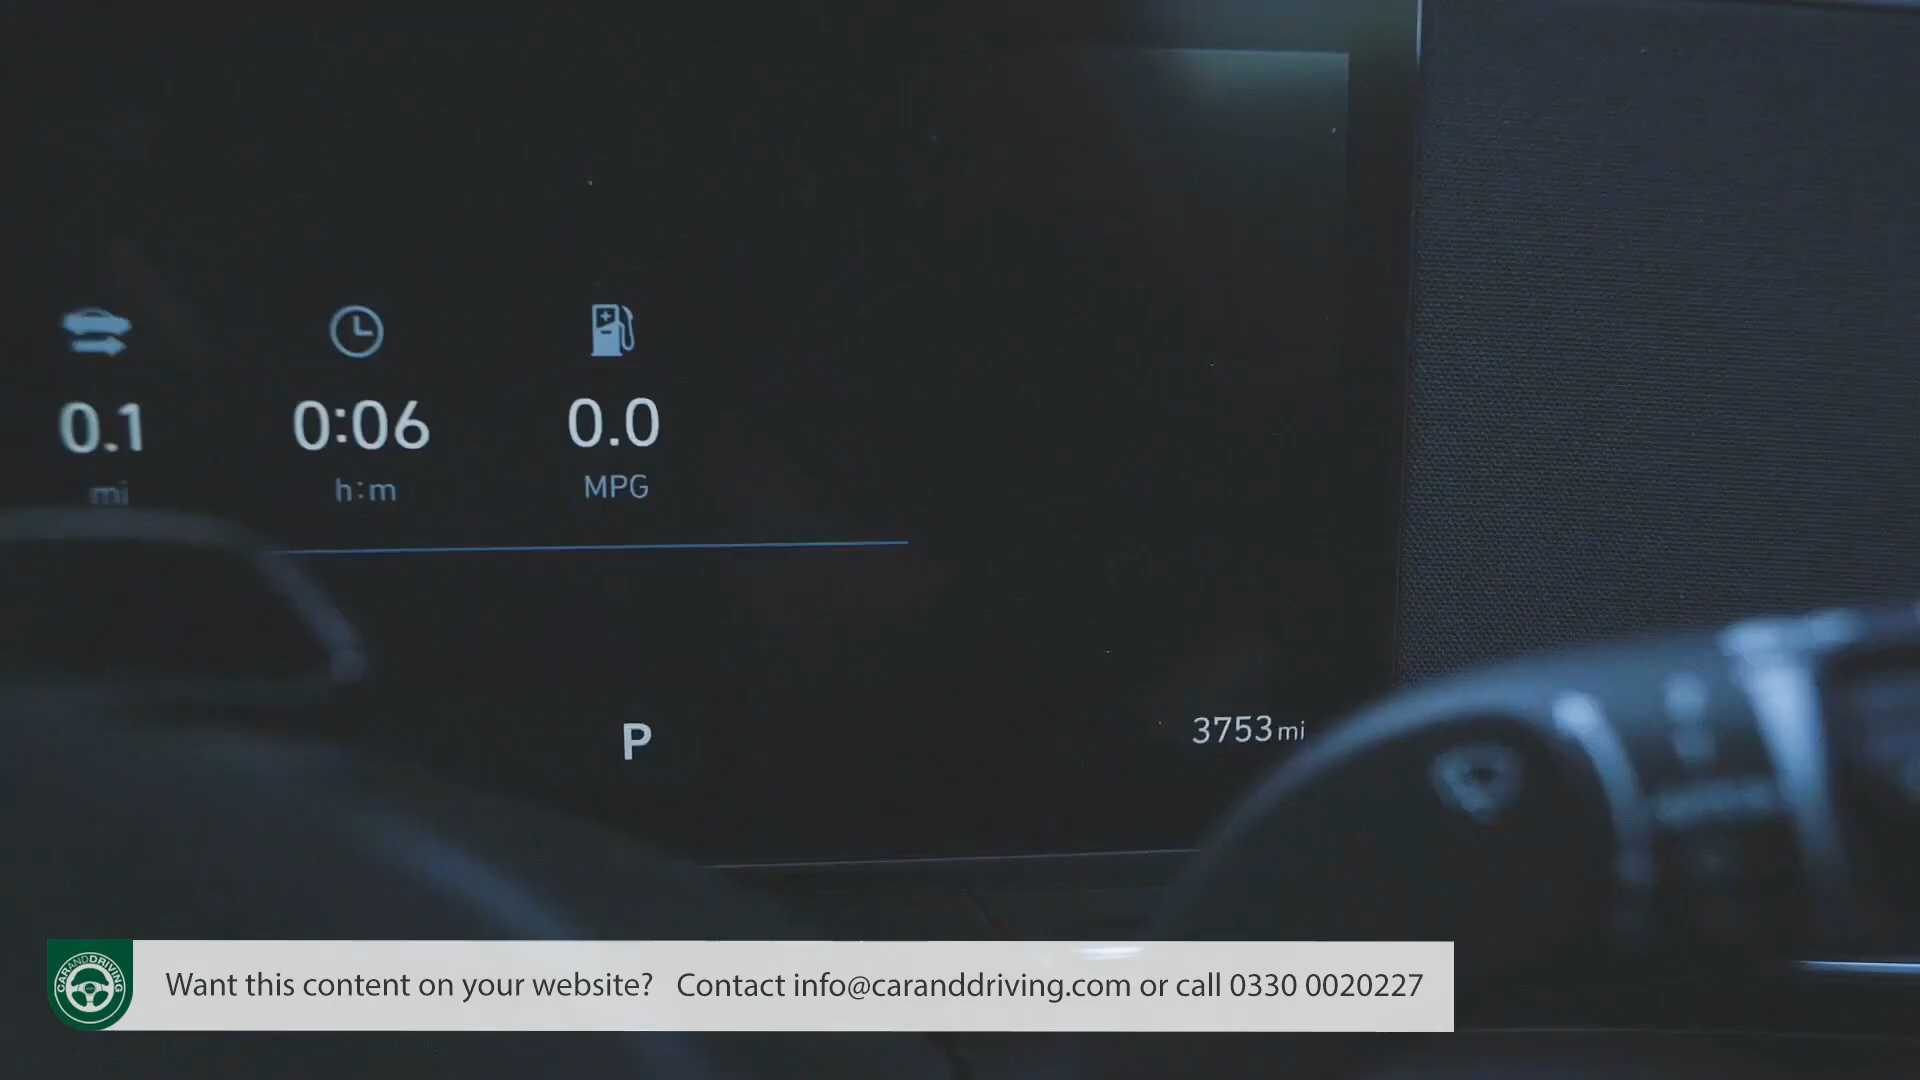 0.1 0:06 0.0
mi h:m MPG
P 3753 mi
CARANDDRIVING
Want this content on your website? Contact info@caranddriving.com or call 0330 0020227